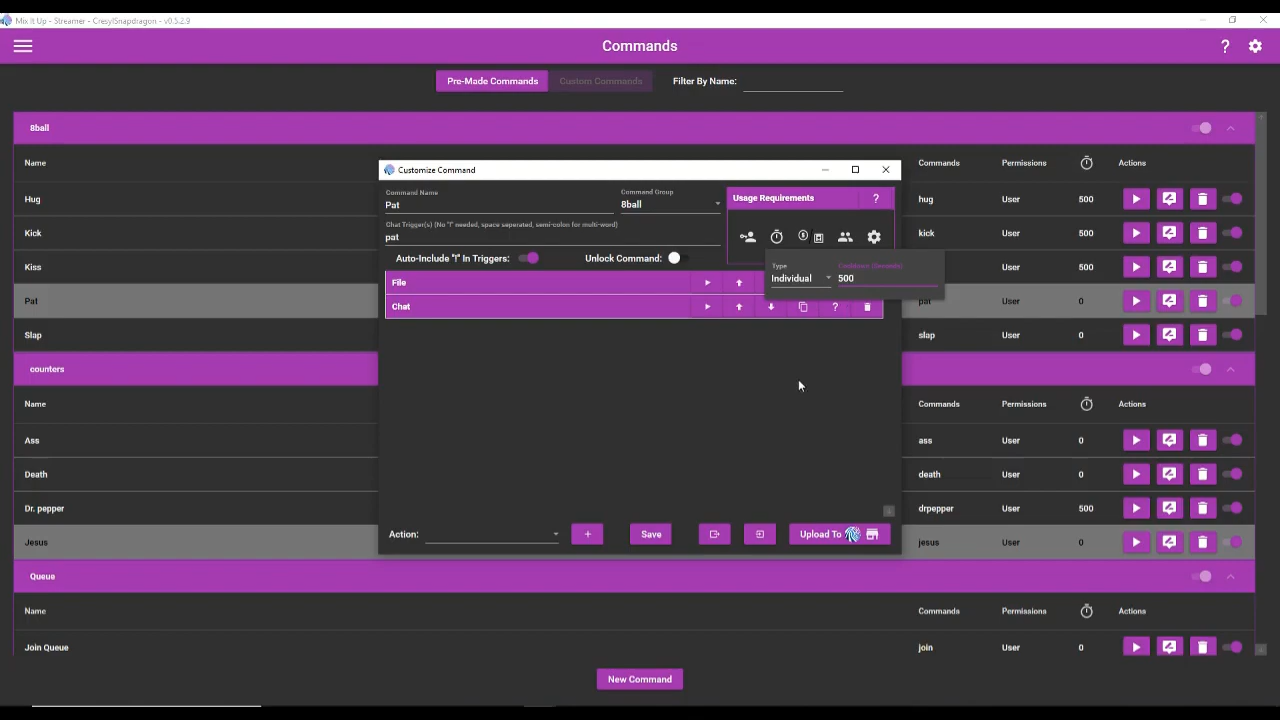 Mix It Up - Streamer - CresylSnapdragon - v0.5.2.9
Commands
?
Pre-Made Commands
Custom Commands
Filter By Name:
8ball
Name
Commands
Permissions
Actions
Hug
hug
User
500
Kick
kick
User
500
Kiss
User
500
Pat
pat
User
0
Slap
slap
User
0
counters
Name
Commands
Permissions
Actions
Ass
ass
User
0
Death
death
User
0
Dr. pepper
drpepper
User
500
Jesus
jesus
User
0
Queue
Name
Commands
Permissions
Actions
Join Queue
join
User
0
New Command
Customize Command
Command Name
Pat
Command Group
8ball
Usage Requirements
?
Chat Trigger(s) (No "!" needed, space seperated, semi-colon for multi-word)
pat
Auto-Include "!" In Triggers:
Unlock Command:
Type
Individual
Cooldown (Seconds)
500
File
Chat
?
Action:
+
Save
Upload To